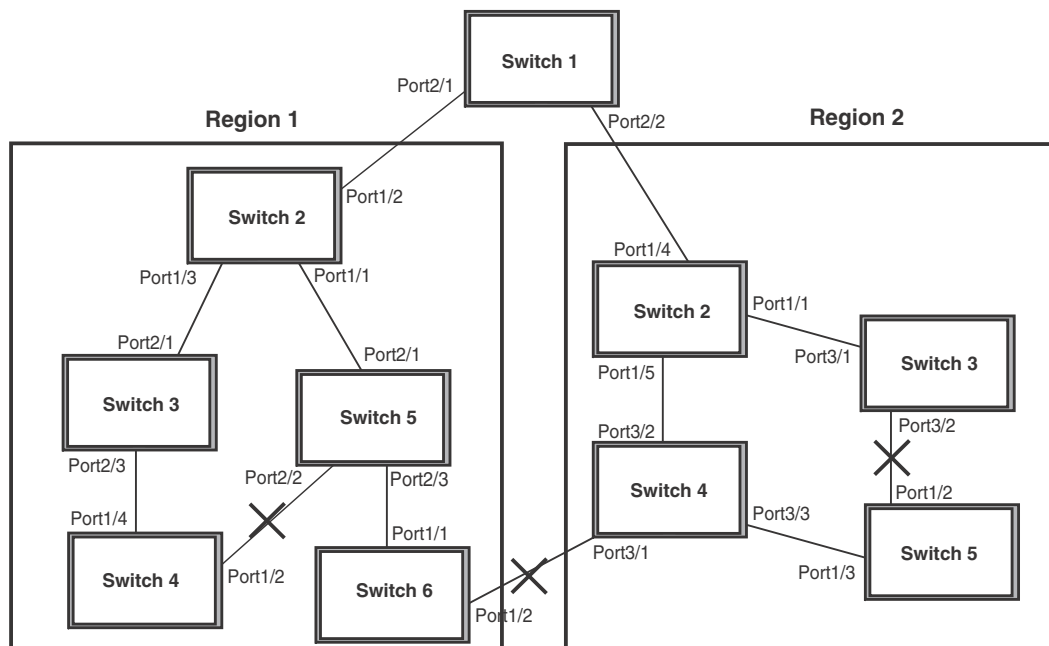 Switch 1
Port2/1
Region 1
Port2/2
Region 2
Port1/2
Switch 2
Port1/3
Port1/1
Port1/4
Switch 2
Port1/1
Port2/1
Port2/1
Port1/5
Port3/1
Switch 3
Switch 3
Switch 5
Port3/2
Port3/2
Port2/3
Port2/2
Port2/3
Switch 4
Port1/2
Port3/3
Port1/4
Port1/1
Port3/1
Switch 5
Switch 4
Port1/2
Port1/3
Switch 6
Port1/2